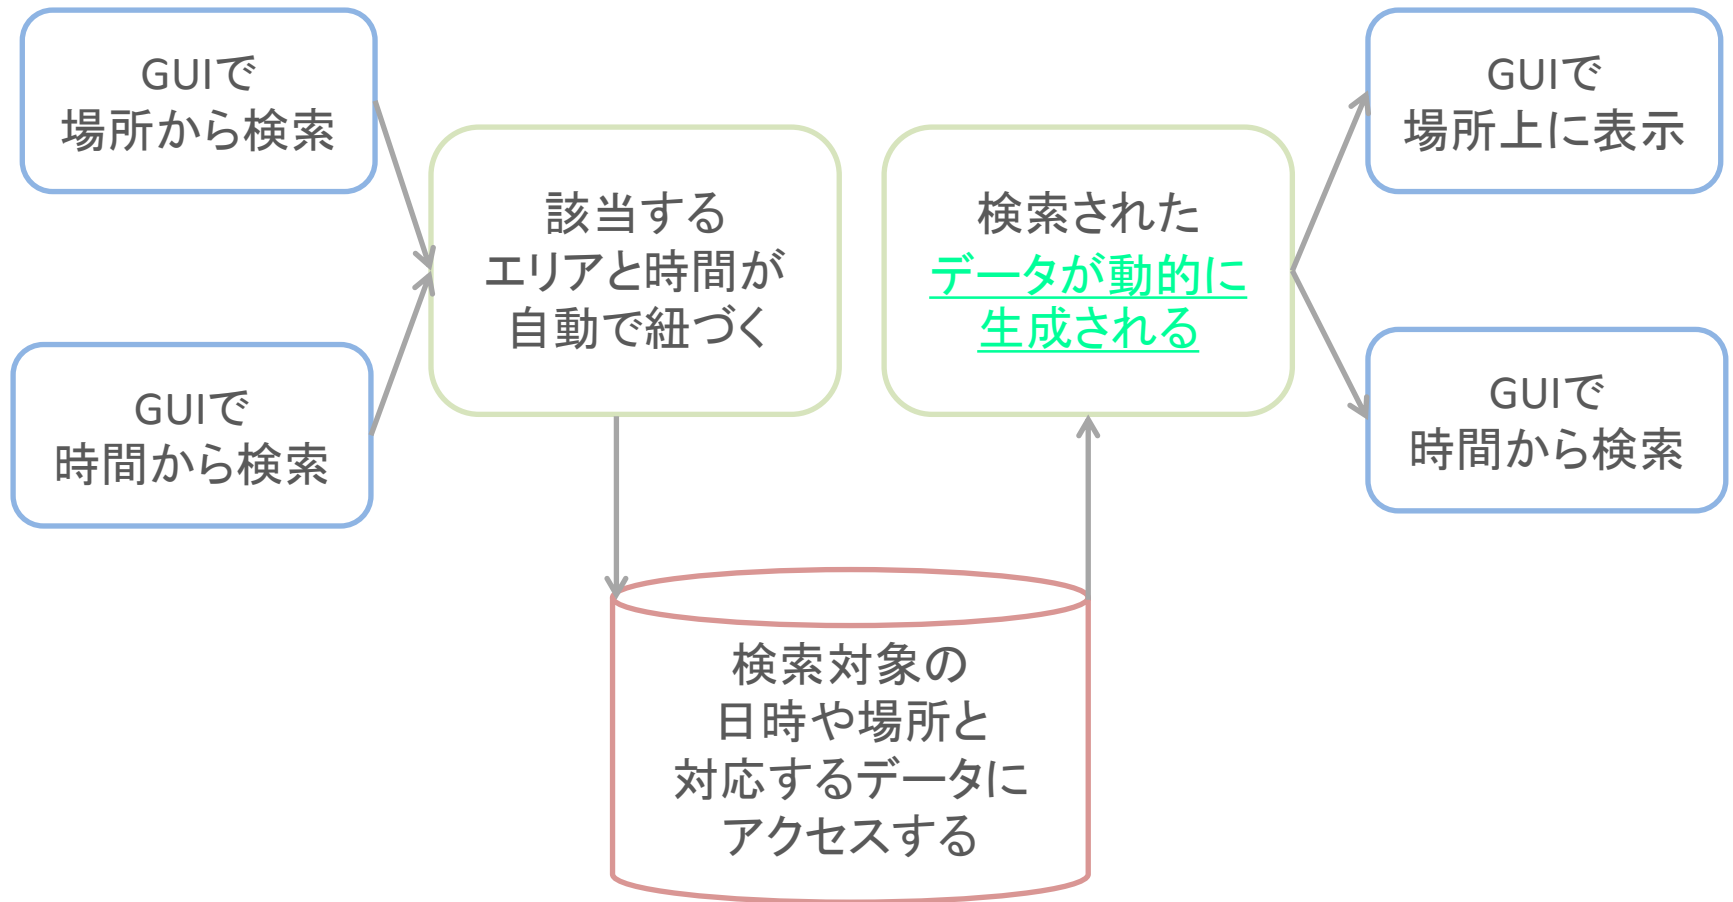 GUIで
場所から検索
GUIで
時間から検索
該当する
エリアと時間が
自動で紐づく
検索対象の
日時や場所と
対応するデータに
アクセスする
検索された
データが動的に
生成される
GUIで
場所上に表示
GUIで
時間から検索